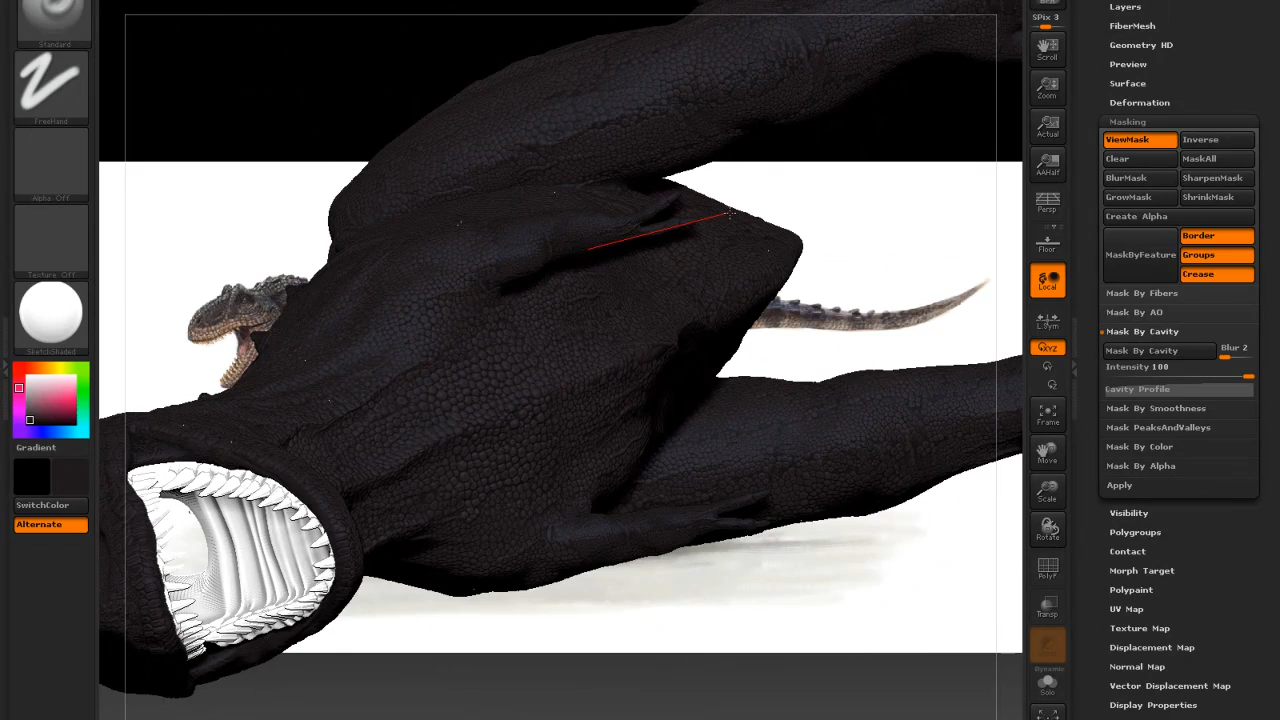 Standard
FreeHand
Alpha Off
Texture Off
SketchShaded
Gradient
SwitchColor
Alternate
SPix 3
Scroll
Zoom
Actual
AAHalf
Persp
Floor
Local
L.Sym
XYZ
Frame
Move
Scale
Rotate
PolyF
Transp
Dynamic
Solo
Layers
FiberMesh
Geometry HD
Preview
Surface
Deformation
Masking
ViewMask Inverse
Clear MaskAll
BlurMask SharpenMask
GrowMask ShrinkMask
Create Alpha
MaskByFeature Border
Groups
Crease
Mask By Fibers
Mask By AO
Mask By Cavity
Mask By Cavity Blur 2
Intensity 100
Cavity Profile
Mask By Smoothness
Mask PeaksAndValleys
Mask By Color
Mask By Alpha
Apply
Visibility
Polygroups
Contact
Morph Target
Polypaint
UV Map
Texture Map
Displacement Map
Normal Map
Vector Displacement Map
Display Properties